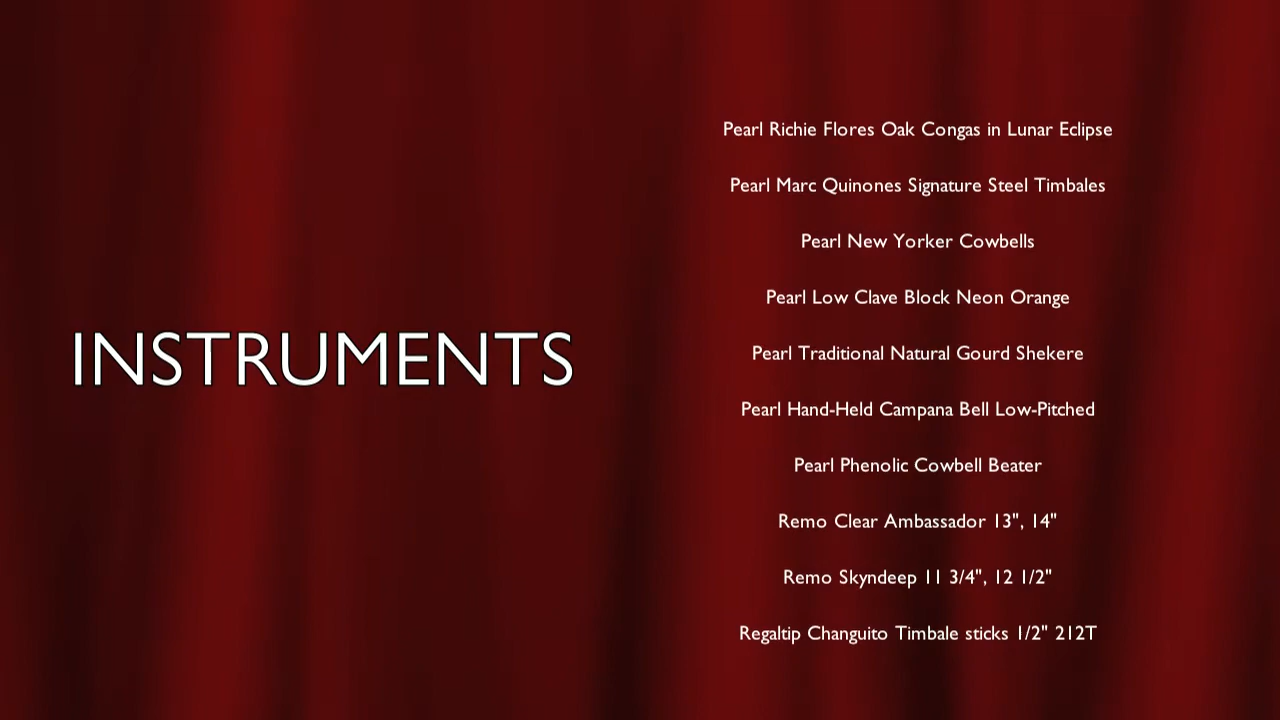 INSTRUMENTS
Pearl Richie Flores Oak Congas in Lunar Eclipse
Pearl Marc Quinones Signature Steel Timbales
Pearl New Yorker Cowbells
Pearl Low Clave Block Neon Orange
Pearl Traditional Natural Gourd Shekere
Pearl Hand-Held Campana Bell Low-Pitched
Pearl Phenolic Cowbell Beater
Remo Clear Ambassador 13", 14"
Remo Skyndeep 11 3/4", 12 1/2"
Regaltip Changuito Timbale sticks 1/2" 212T